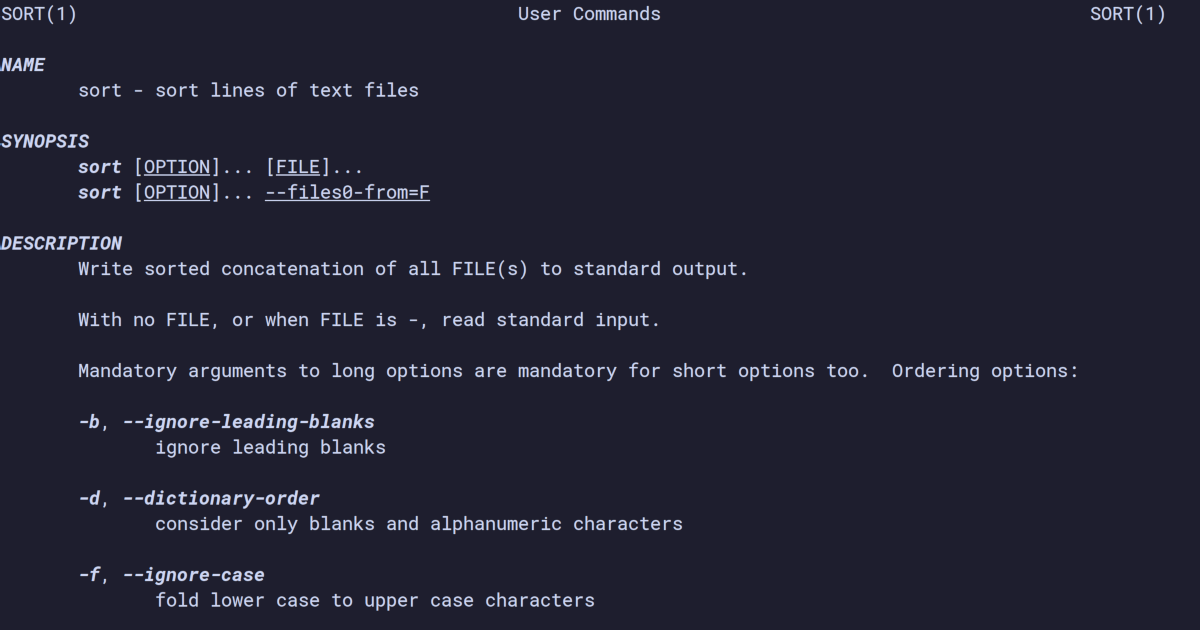 SORT(1) User Commands SORT(1)
NAME
sort - sort lines of text files
SYNOPSIS
sort [OPTION]... [FILE]...
sort [OPTION]... --files0-from=F
DESCRIPTION
Write sorted concatenation of all FILE(s) to standard output.
With no FILE, or when FILE is -, read standard input.
Mandatory arguments to long options are mandatory for short options too.  Ordering options:
-b, --ignore-leading-blanks
ignore leading blanks
-d, --dictionary-order
consider only blanks and alphanumeric characters
-f, --ignore-case
fold lower case to upper case characters